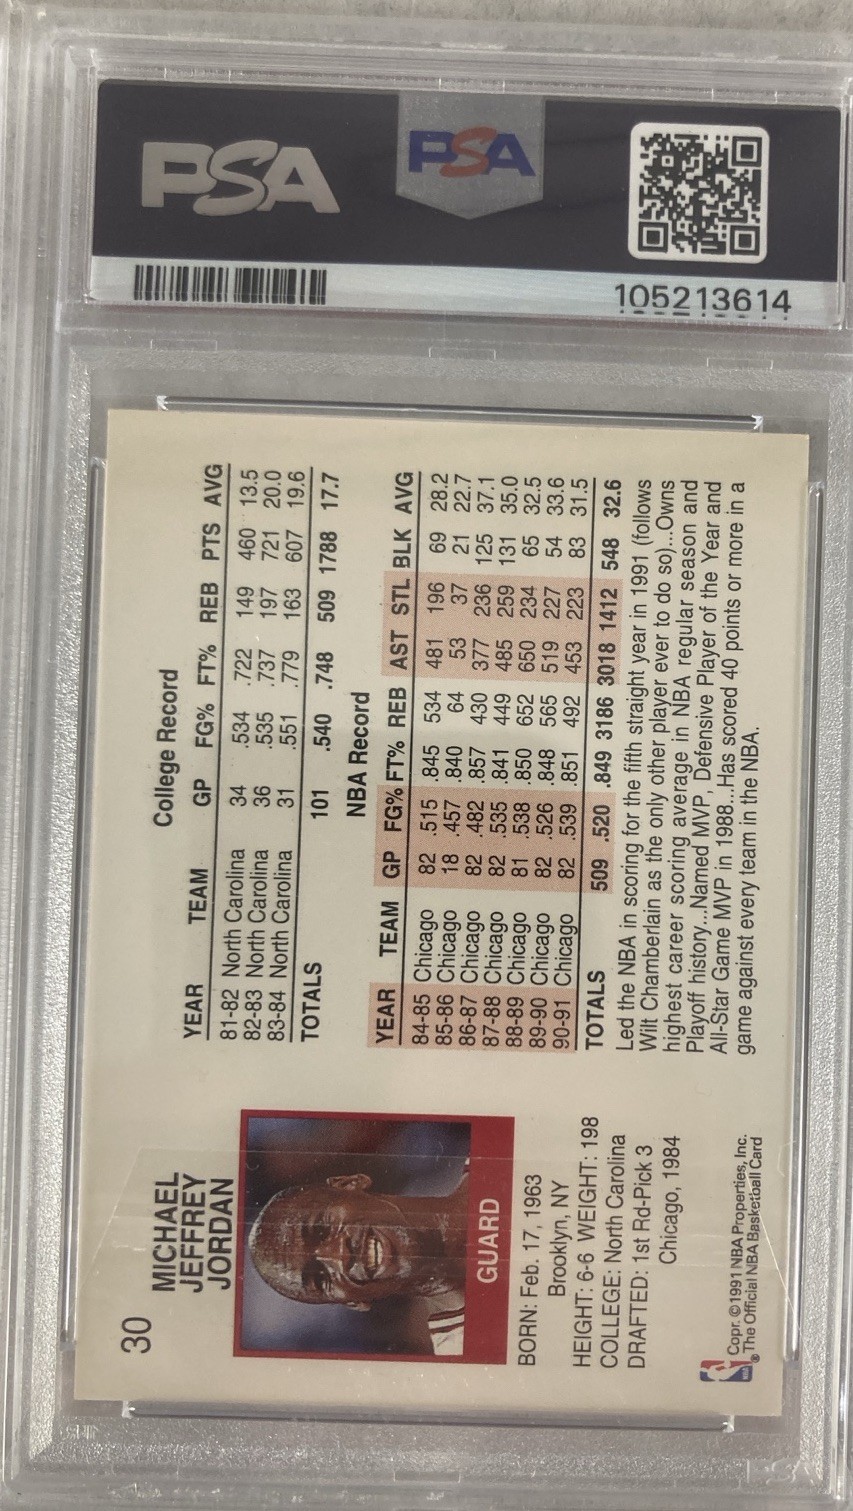 PSA
PSA
105213614
30
MICHAEL
JEFFREY
JORDAN
GUARD
BORN: Feb. 17, 1963
Brooklyn, NY
HEIGHT: 6-6 WEIGHT: 198
COLLEGE: North Carolina
DRAFTED: 1st Rd-Pick 3
Chicago, 1984
NBA
Copr. ©1991 NBA Properties, Inc.
® The Official NBA Basketball Card
College Record
YEAR TEAM GP FG% FT% REB PTS AVG
81-82 North Carolina 34 .534 .722 149 460 13.5
82-83 North Carolina 36 .535 .737 197 721 20.0
83-84 North Carolina 31 .551 .779 163 607 19.6
TOTALS 101 .540 .748 509 1788 17.7
NBA Record
YEAR TEAM GP FG% FT% REB AST STL BLK AVG
84-85 Chicago 82 .515 .845 534 481 196 69 28.2
85-86 Chicago 18 .457 .840 64 53 37 21 22.7
86-87 Chicago 82 .482 .857 430 377 236 125 37.1
87-88 Chicago 82 .535 .841 449 485 259 131 35.0
88-89 Chicago 81 .538 .850 652 650 234 65 32.5
89-90 Chicago 82 .526 .848 565 519 227 54 33.6
90-91 Chicago 82 .539 .851 492 453 223 83 31.5
TOTALS 509 .520 .849 3186 3018 1412 548 32.6
Led the NBA in scoring for the fifth straight year in 1991 (follows
Wilt Chamberlain as the only other player ever to do so)...Owns
highest career scoring average in NBA regular season and
Playoff history...Named MVP, Defensive Player of the Year and
All-Star Game MVP in 1988...Has scored 40 points or more in a
game against every team in the NBA.